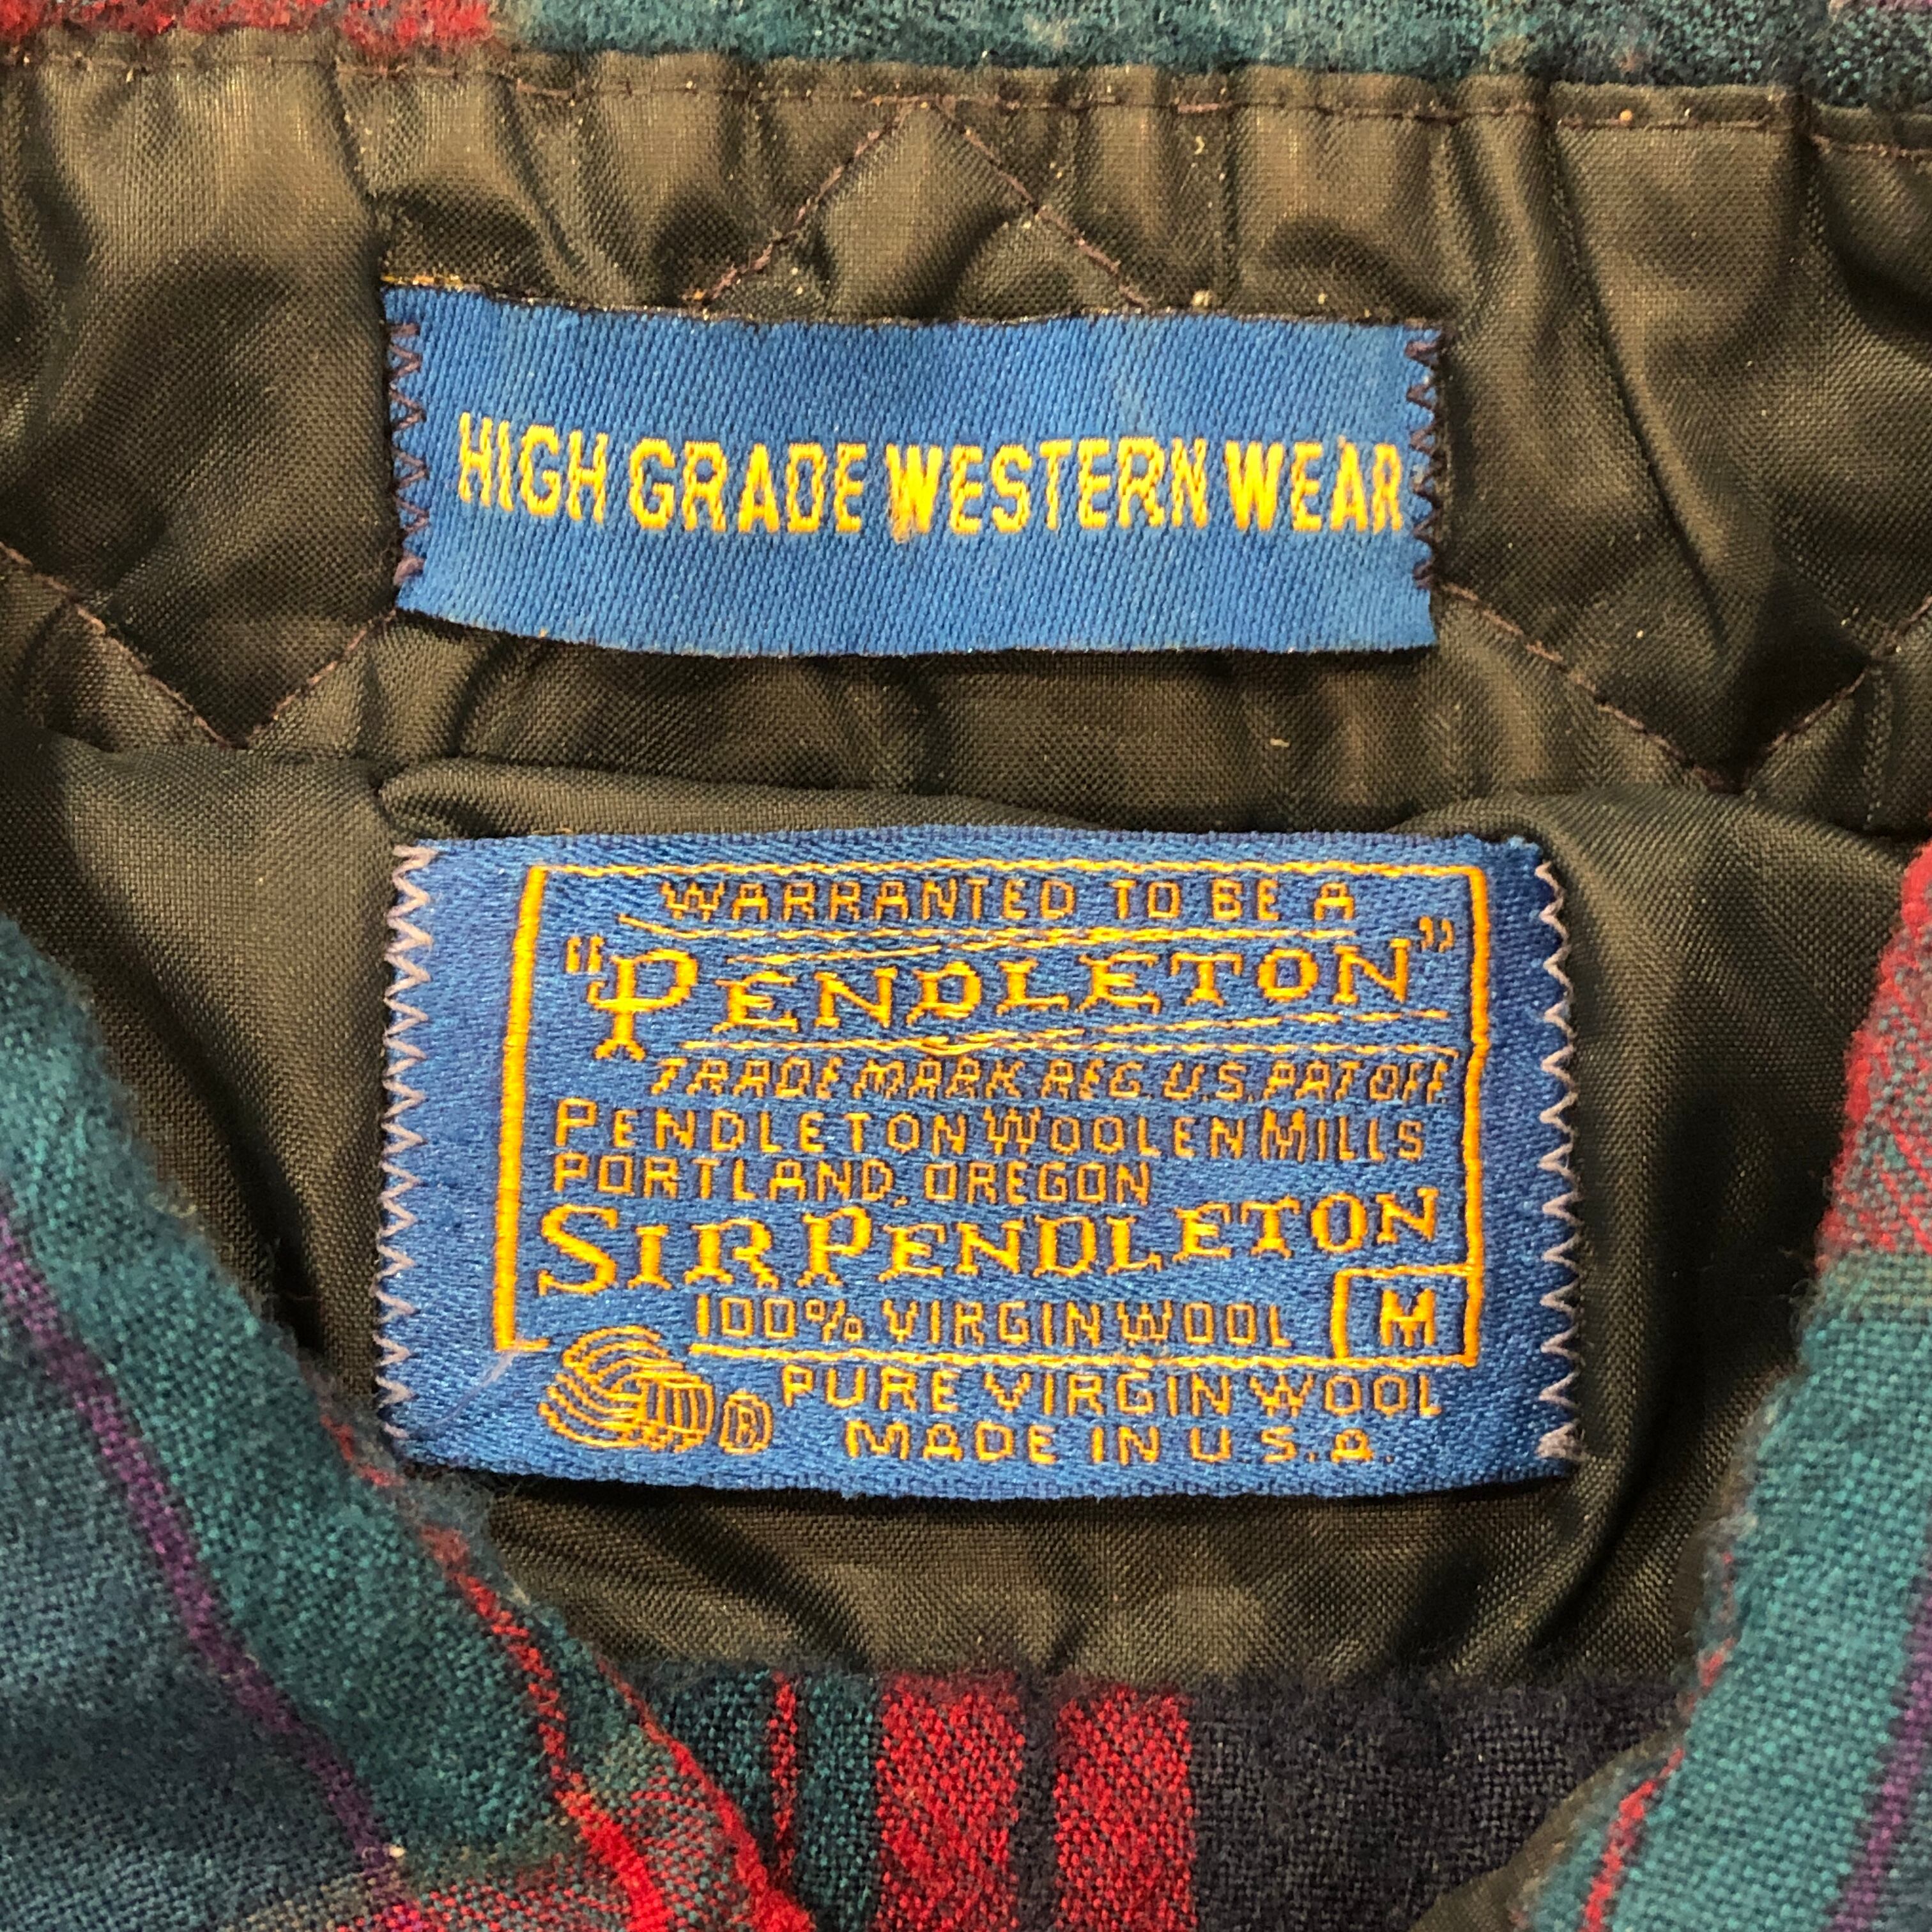 HIGH GRADE WESTERN WEAR
WARRANTED TO BE A
"PENDLETON"
TRADE MARK REG. U.S. PAT OFF.
PENDLETON WOOLEN MILLS
PORTLAND, OREGON
SIR PENDLETON
100% VIRGIN WOOL M
® PURE VIRGIN WOOL
MADE IN U.S.A.